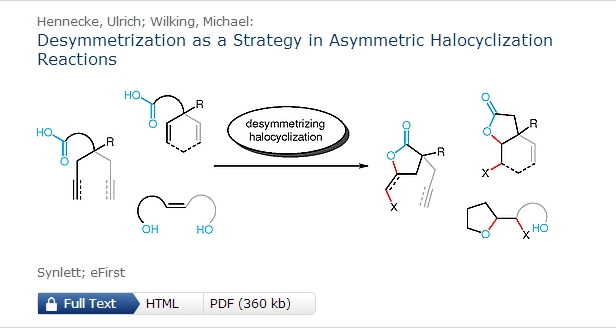 Hennecke, Ulrich; Wilking, Michael:
Desymmetrization as a Strategy in Asymmetric Halocyclization
Reactions
HO
O
R
HO
O
R
OH
HO
desymmetrizing
halocyclization
O
O
R
X
O
O
R
X
O
X
HO
Synlett; eFirst
Full Text
HTML
PDF (360 kb)